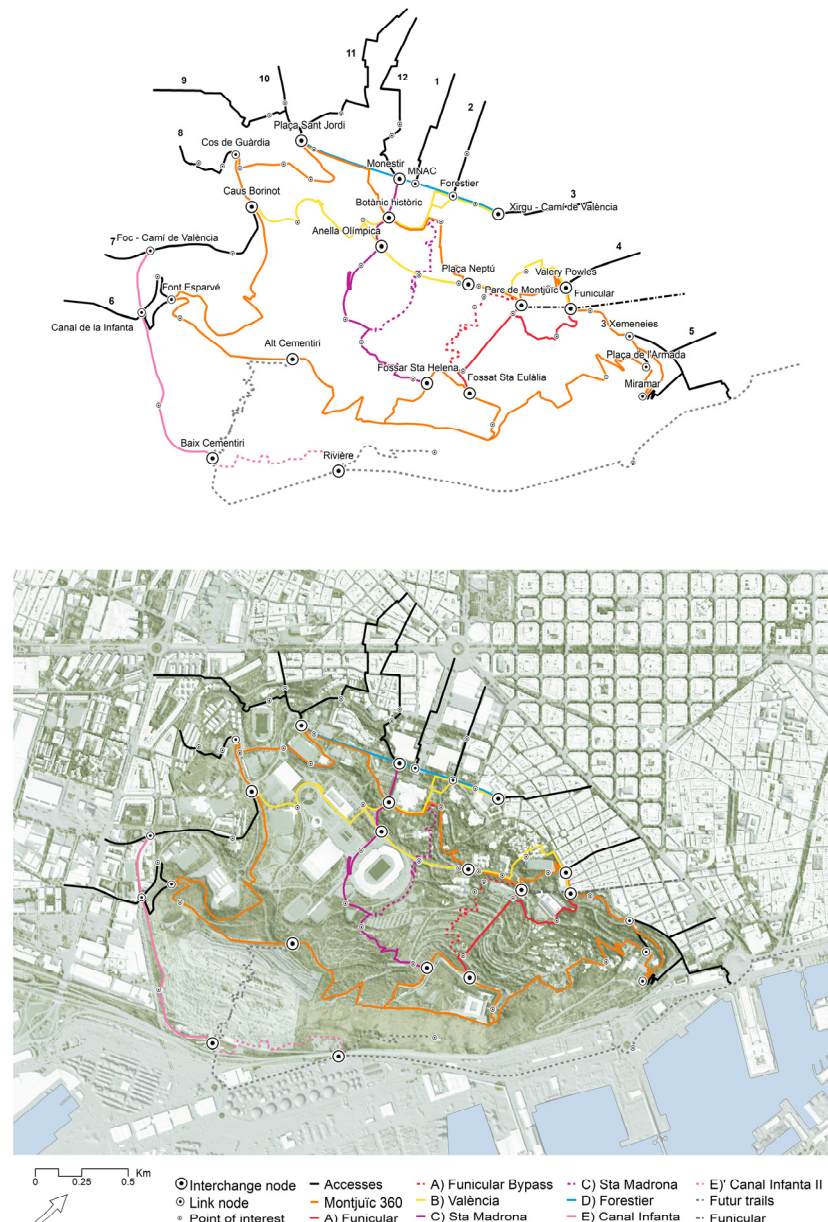 11
10
12
9
1
2
Plaça Sant Jordi
8
Cos de Guàrdia
Monestir
MNAC
Forestier
Caus Borinot
3
Botànic històric
Xirgu - Camí de València
Anella Olímpica
7
Foc - Camí de València
4
Plaça Neptú
Valery Powles
Font Esparvé
Parc de Montjuïc
Funicular
6
Canal de la Infanta
3 Xemeneies
5
Alt Cementiri
Plaça de l'Armada
Fossar Sta Helena
Fossat Sta Eulàlia
Miramar
Baix Cementiri
Rivière
0 0.25 0.5 Km
Interchange node
Link node
Point of interest
Accesses
Montjuïc 360
A) Funicular
A) Funicular Bypass
B) València
C) Sta Madrona
C) Sta Madrona
D) Forestier
E) Canal Infanta
E)' Canal Infanta II
Futur trails
Funicular